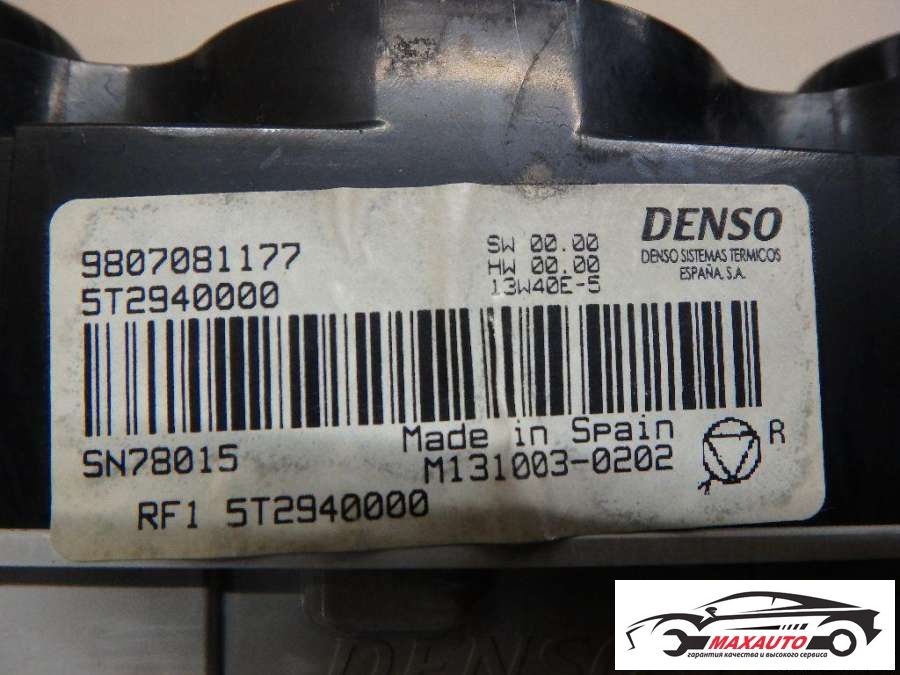 9807081177
5T2940000
SW 00.00
HW 00.00
13W40E-5
DENSO
DENSO SISTEMAS TERMICOS
ESPAÑA, S.A.
SN78015
Made in Spain
M131003-0202
R
RF1 5T2940000
DENSO
MAXAUTO
гарантия качества и высокого сервиса